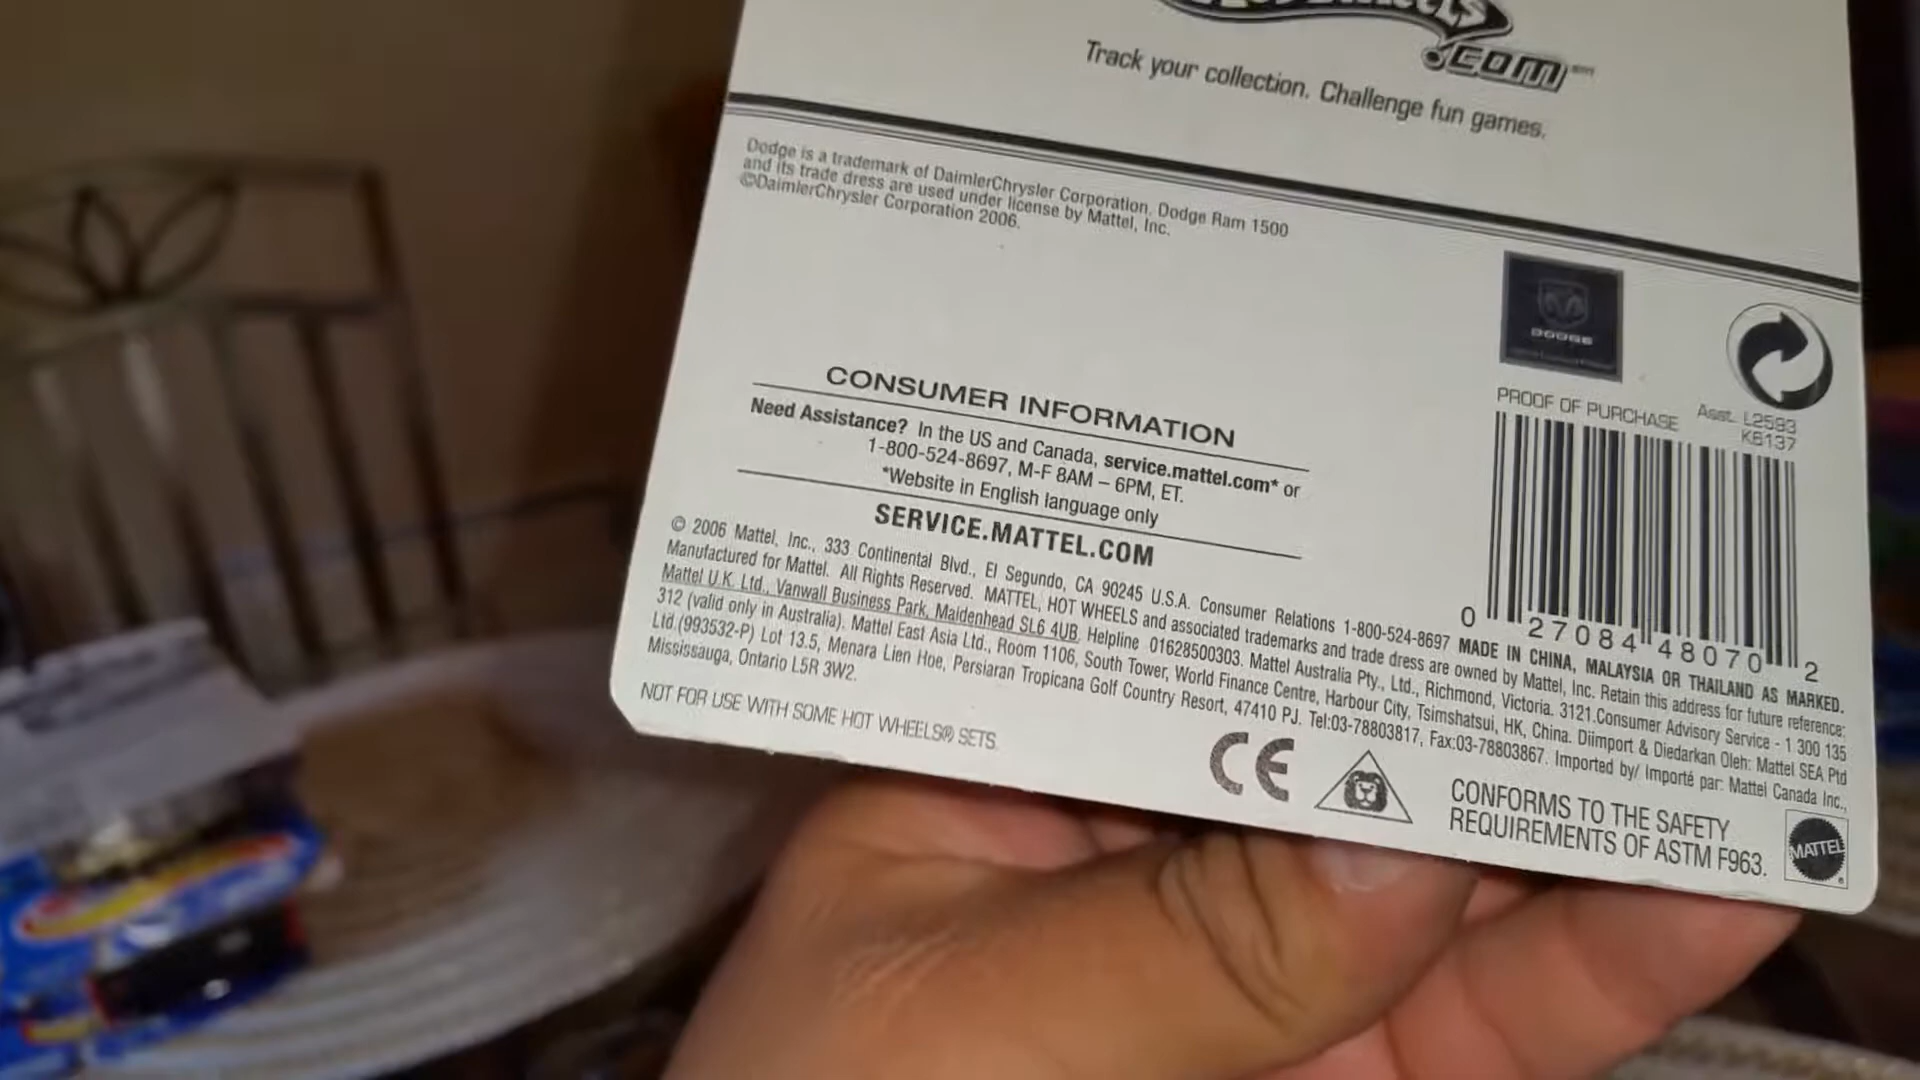 .com
Track your collection. Challenge fun games.
Dodge is a trademark of DaimlerChrysler Corporation. Dodge Ram 1500
and its trade dress are used under license by Mattel, Inc.
©DaimlerChrysler Corporation 2006.
DODGE
PROOF OF PURCHASE
Asst. L2593
K6137
CONSUMER INFORMATION
Need Assistance? In the US and Canada, service.mattel.com* or
1-800-524-8697, M-F 8AM – 6PM, ET.
*Website in English language only
SERVICE.MATTEL.COM
0 27084 48070 2
© 2006 Mattel, Inc., 333 Continental Blvd., El Segundo, CA 90245 U.S.A. Consumer Relations 1-800-524-8697 MADE IN CHINA, MALAYSIA OR THAILAND AS MARKED.
Manufactured for Mattel. All Rights Reserved. MATTEL, HOT WHEELS and associated trademarks and trade dress are owned by Mattel, Inc. Retain this address for future reference:
Mattel U.K. Ltd., Vanwall Business Park, Maidenhead SL6 4UB. Helpline 01628500303. Mattel Australia Pty., Ltd., Richmond, Victoria. 3121.Consumer Advisory Service - 1 300 135
312 (valid only in Australia). Mattel East Asia Ltd., Room 1106, South Tower, World Finance Centre, Harbour City, Tsimshatsui, HK, China. Diimport & Diedarkan Oleh: Mattel SEA Ptd
Ltd.(993532-P) Lot 13.5, Menara Lien Hoe, Persiaran Tropicana Golf Country Resort, 47410 PJ. Tel:03-78803817, Fax:03-78803867. Imported by/ Importé par: Mattel Canada Inc.,
Mississauga, Ontario L5R 3W2.
NOT FOR USE WITH SOME HOT WHEELS® SETS.
CE
CONFORMS TO THE SAFETY
REQUIREMENTS OF ASTM F963.
MATTEL